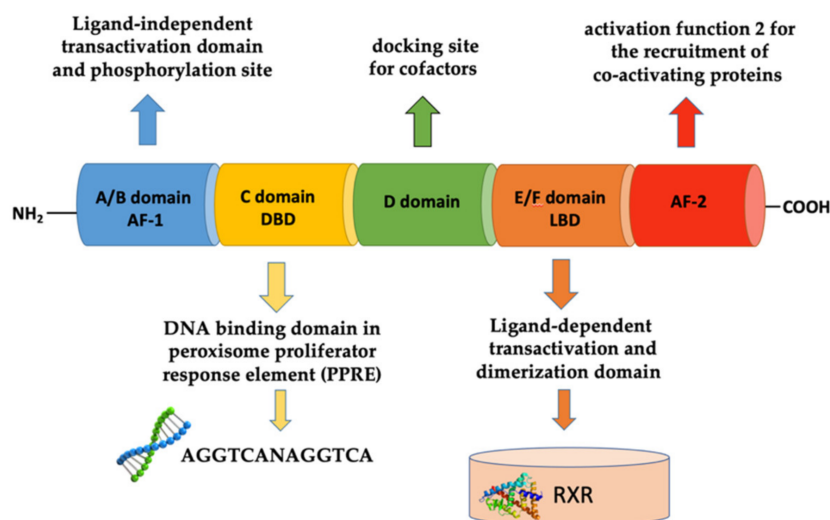 Ligand-independent
transactivation domain
and phosphorylation site
docking site
for cofactors
activation function 2 for
the recruitment of
co-activating proteins
NH₂
A/B domain
AF-1
C domain
DBD
D domain
E/F domain
LBD
AF-2
COOH
DNA binding domain in
peroxisome proliferator
response element (PPRE)
Ligand-dependent
transactivation and
dimerization domain
AGGTCANAGGTCA
RXR